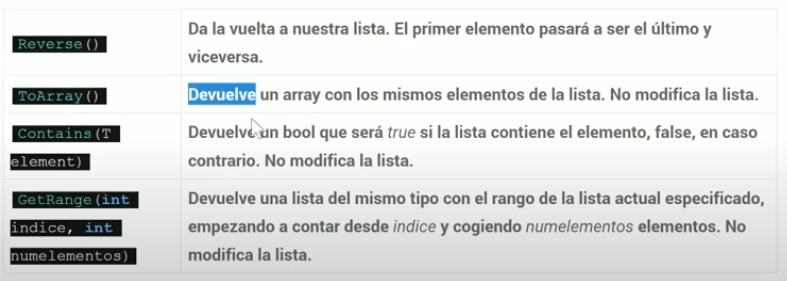 Reverse()
Da la vuelta a nuestra lista. El primer elemento pasará a ser el último y
viceversa.
ToArray()
Devuelve un array con los mismos elementos de la lista. No modifica la lista.
Contains(T
element)
Devuelve un bool que será true si la lista contiene el elemento, false, en caso
contrario. No modifica la lista.
GetRange(int
indice, int
numelementos)
Devuelve una lista del mismo tipo con el rango de la lista actual especificado,
empezando a contar desde indice y cogiendo numelementos elementos. No
modifica la lista.